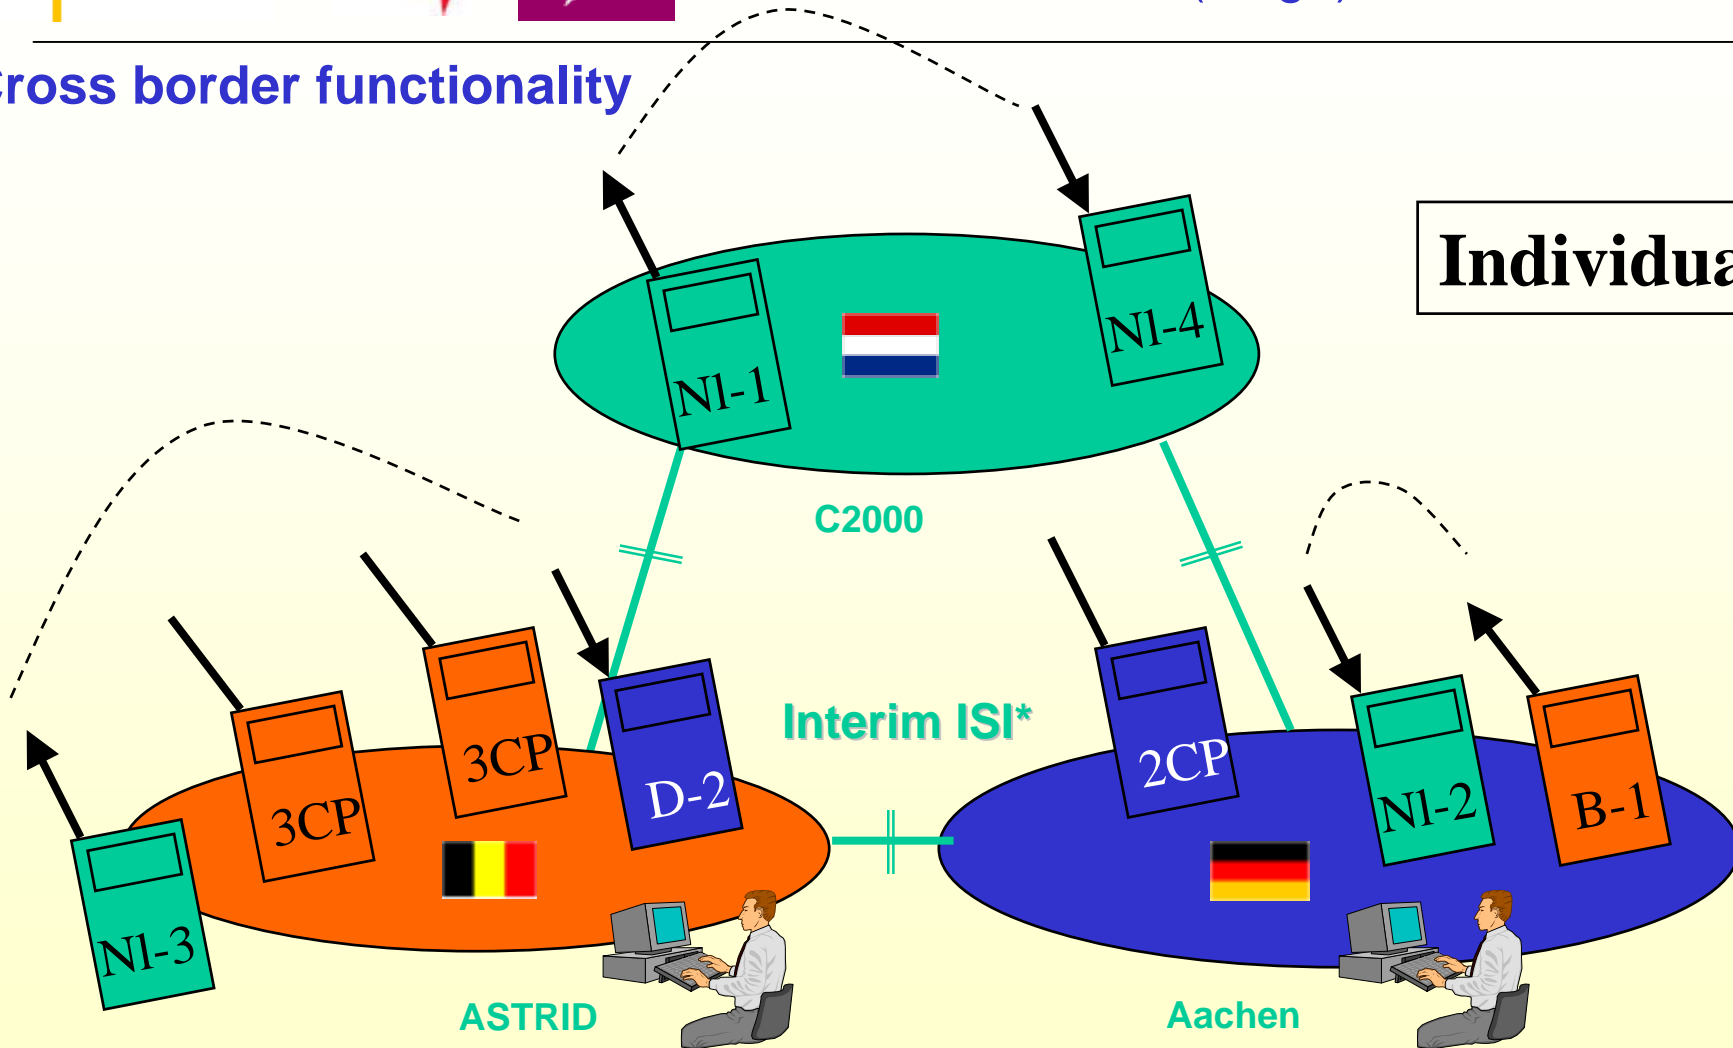 Cross border functionality
Individua
Nl-1
Nl-4
C2000
Interim ISI*
3CP
3CP
D-2
2CP
Nl-2
B-1
Nl-3
ASTRID
Aachen